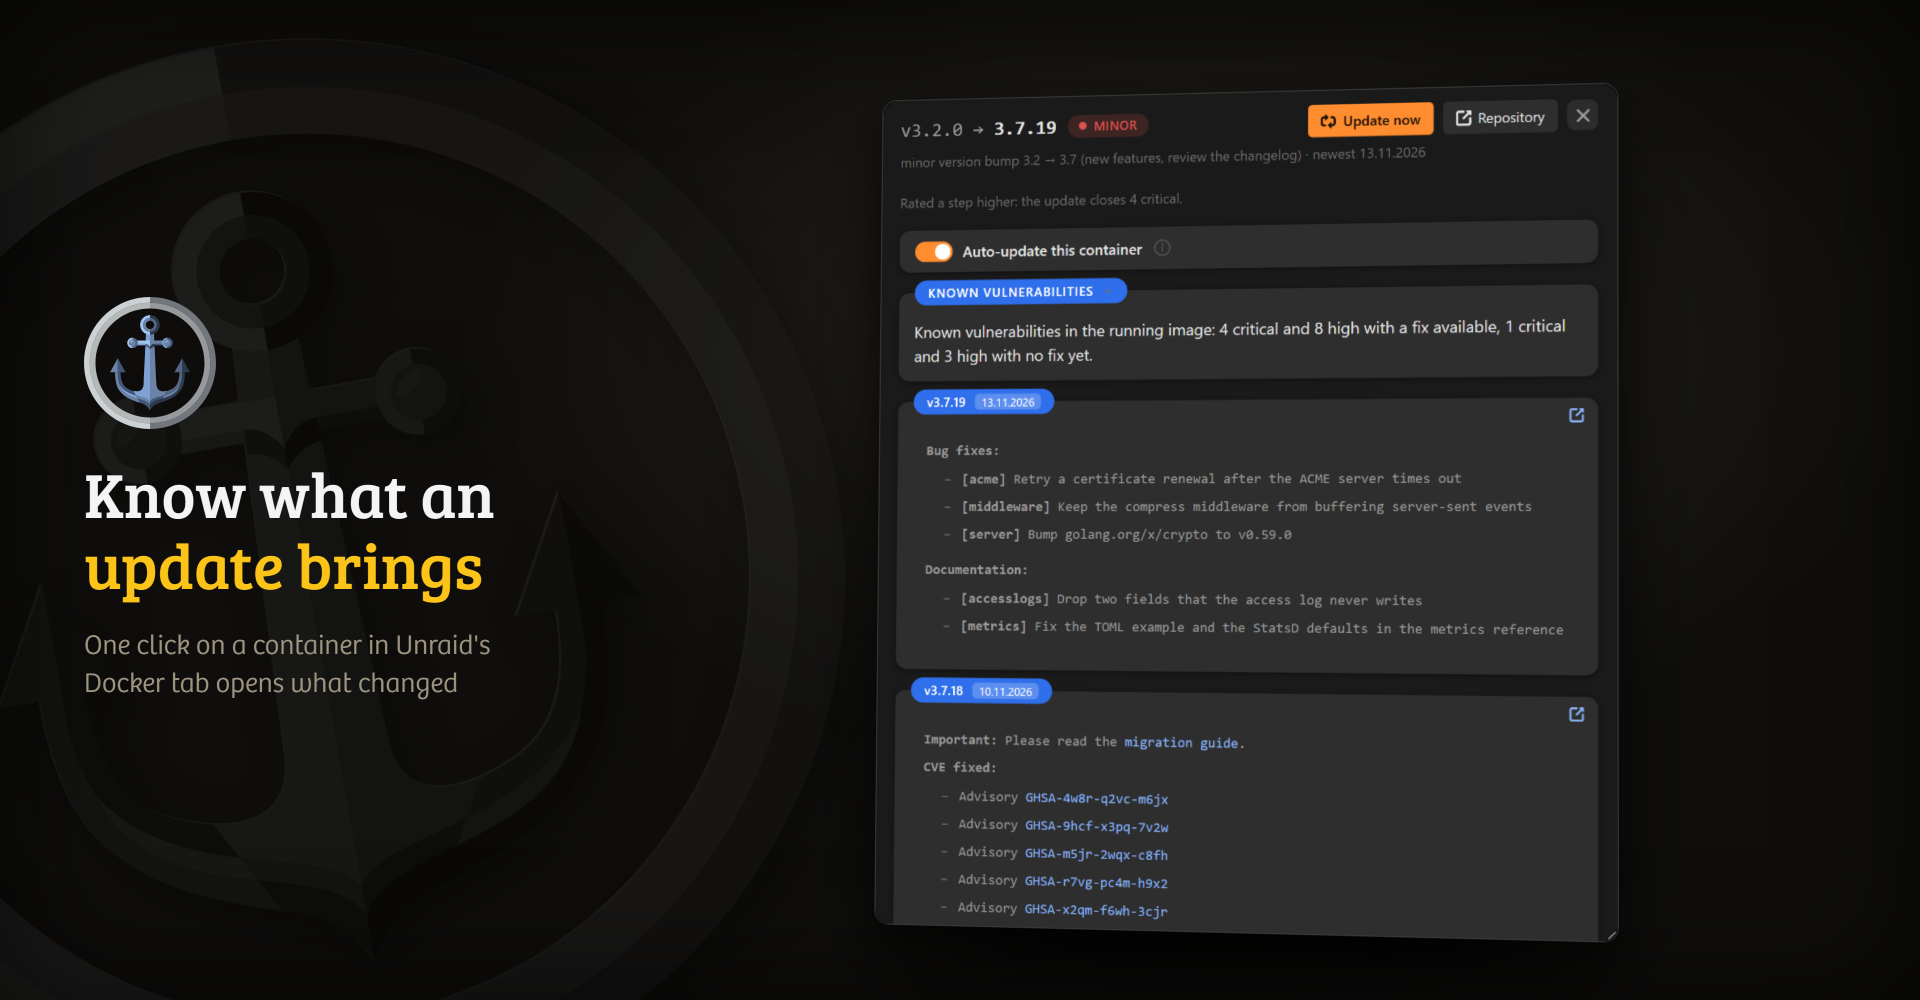 Know what an
update brings
One click on a container in Unraid's
Docker tab opens what changed
v3.2.0 → 3.7.19 MINOR
Update now
Repository
minor version bump 3.2 → 3.7 (new features, review the changelog) · newest 13.11.2026
Rated a step higher: the update closes 4 critical.
Auto-update this container
KNOWN VULNERABILITIES
Known vulnerabilities in the running image: 4 critical and 8 high with a fix available, 1 critical
and 3 high with no fix yet.
v3.7.19 13.11.2026
Bug fixes:
– [acme] Retry a certificate renewal after the ACME server times out
– [middleware] Keep the compress middleware from buffering server-sent events
– [server] Bump golang.org/x/crypto to v0.59.0
Documentation:
– [accesslogs] Drop two fields that the access log never writes
– [metrics] Fix the TOML example and the StatsD defaults in the metrics reference
v3.7.18 10.11.2026
Important: Please read the migration guide.
CVE fixed:
– Advisory GHSA-4w8r-q2vc-m6jx
– Advisory GHSA-9hcf-x3pq-7v2w
– Advisory GHSA-m5jr-2wqx-c8fh
– Advisory GHSA-r7vg-pc4m-h9x2
– Advisory GHSA-x2qm-f6wh-3cjr